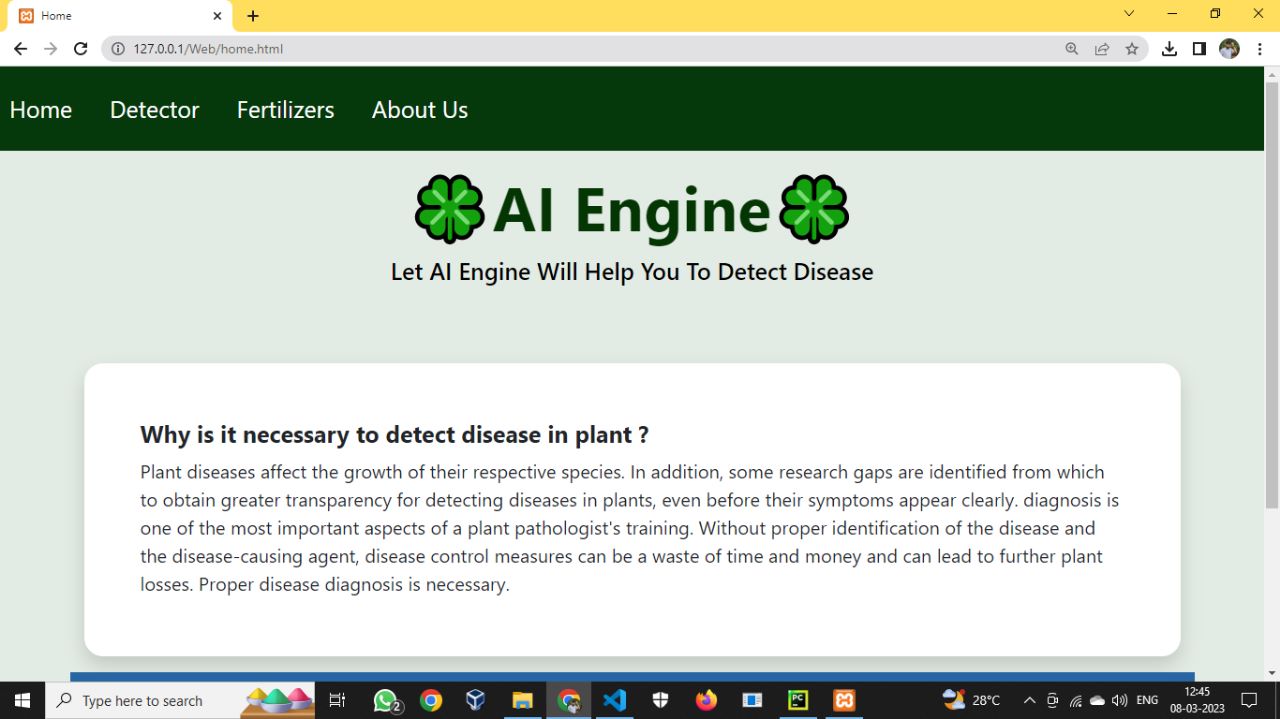 Home
127.0.0.1/Web/home.html
Home Detector Fertilizers About Us
AI Engine
Let AI Engine Will Help You To Detect Disease
Why is it necessary to detect disease in plant ?
Plant diseases affect the growth of their respective species. In addition, some research gaps are identified from which
to obtain greater transparency for detecting diseases in plants, even before their symptoms appear clearly. diagnosis is
one of the most important aspects of a plant pathologist's training. Without proper identification of the disease and
the disease-causing agent, disease control measures can be a waste of time and money and can lead to further plant
losses. Proper disease diagnosis is necessary.
Type here to search
2
PC
28°C
ENG
12:45
08-03-2023